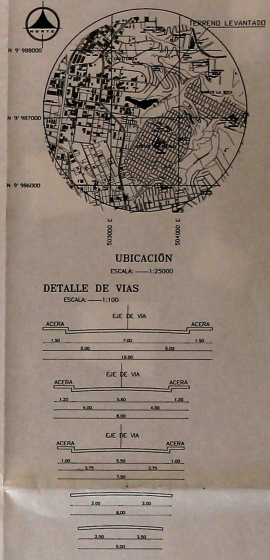 NORTE
TERRENO LEVANTADO
N 9'988000
N 9'987000
N 9'986000
503000 E
504000 E
UBICACIÓN
ESCALA: 1:25000
DETALLE DE VIAS
ESCALA: 1:100
EJE DE VIA
ACERA ACERA
1.50 7.00 1.50
5.00 5.00
10.00
EJE DE VIA
ACERA ACERA
1.20 5.60 1.20
4.00 4.00
8.00
EJE DE VIA
ACERA ACERA
1.00 5.50 1.00
3.75 3.75
7.50
3.00 3.00
6.00
2.50 2.50
5.00